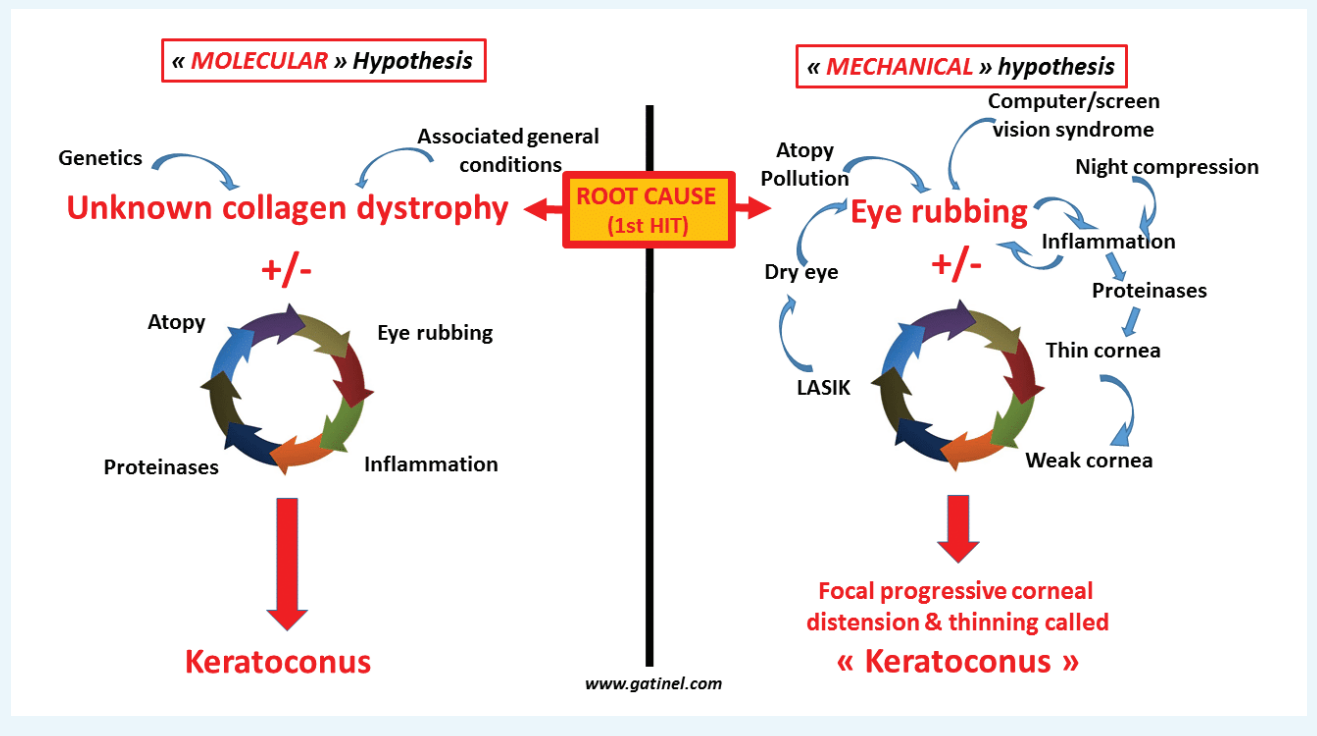 « MOLECULAR » Hypothesis
Genetics
Associated general
conditions
Unknown collagen dystrophy
+/-
Atopy
Eye rubbing
Proteinases
Inflammation
Keratoconus
ROOT CAUSE
(1st HIT)
« MECHANICAL » hypothesis
Computer/screen
vision syndrome
Atopy
Pollution
Night compression
Eye rubbing
Inflammation
+/-
Dry eye
Proteinases
Thin cornea
LASIK
Weak cornea
Focal progressive corneal
distension & thinning called
« Keratoconus »
www.gatinel.com